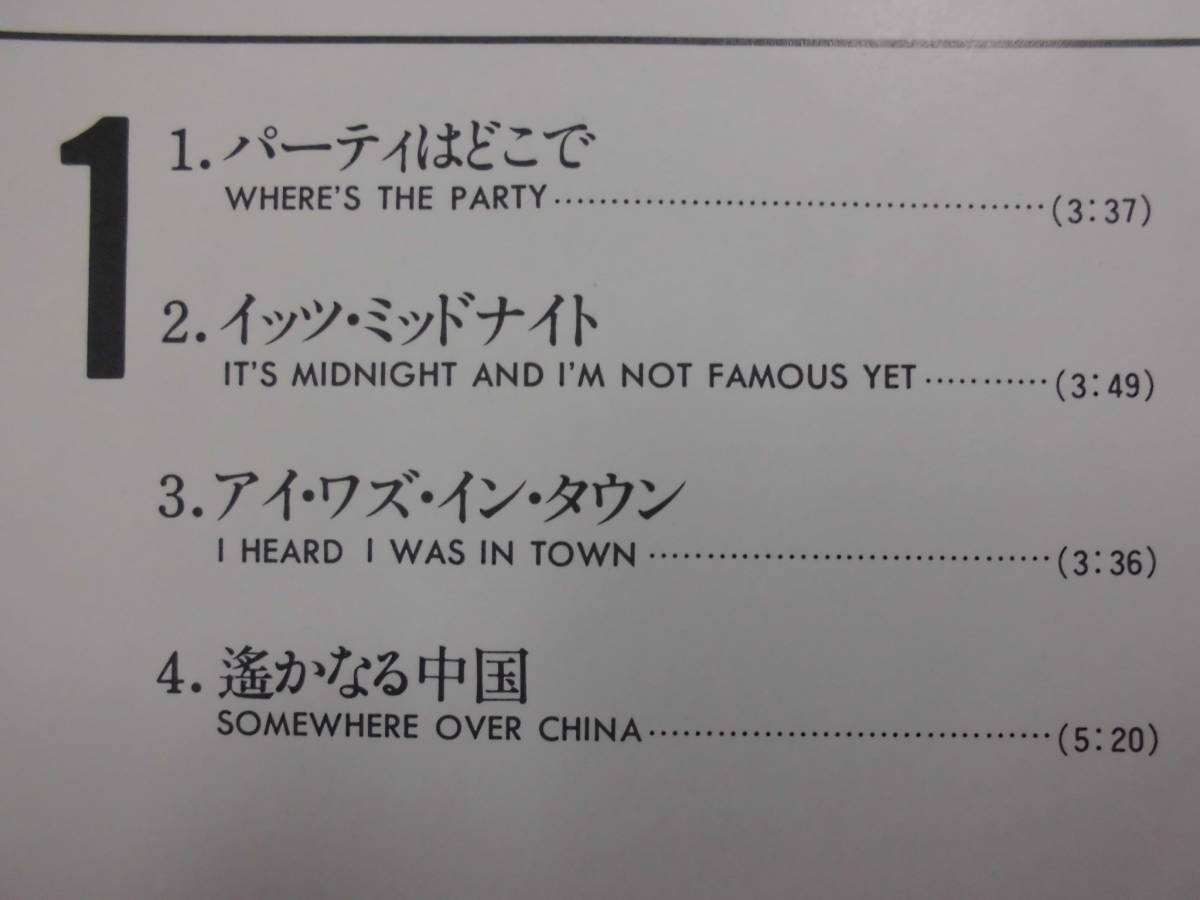 1
1. パーティはどこで
WHERE'S THE PARTY……………………………………(3:37)
2. イッツ・ミッドナイト
IT'S MIDNIGHT AND I'M NOT FAMOUS YET…………(3:49)
3. アイ・ワズ・イン・タウン
I HEARD I WAS IN TOWN………………………………(3:36)
4. 遙かなる中国
SOMEWHERE OVER CHINA………………………………(5:20)